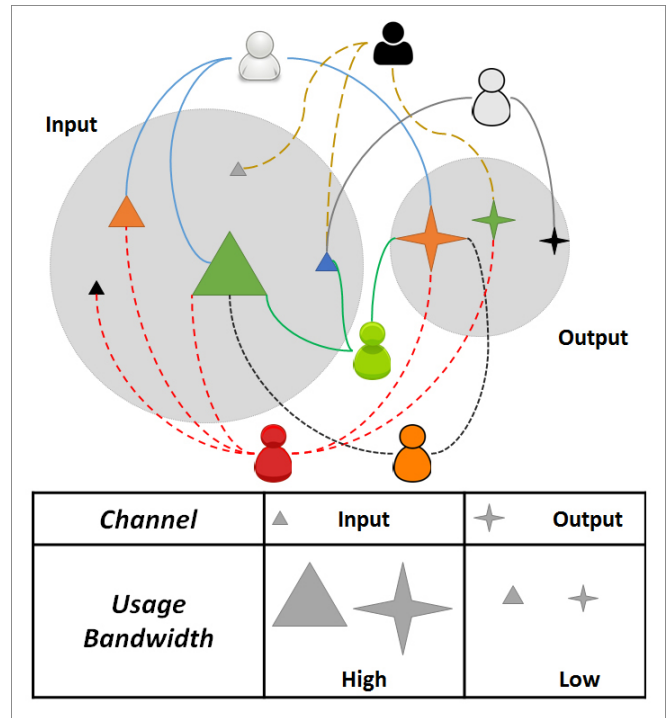 Input
Output
Channel
Input
Output
Usage
Bandwidth
High
Low